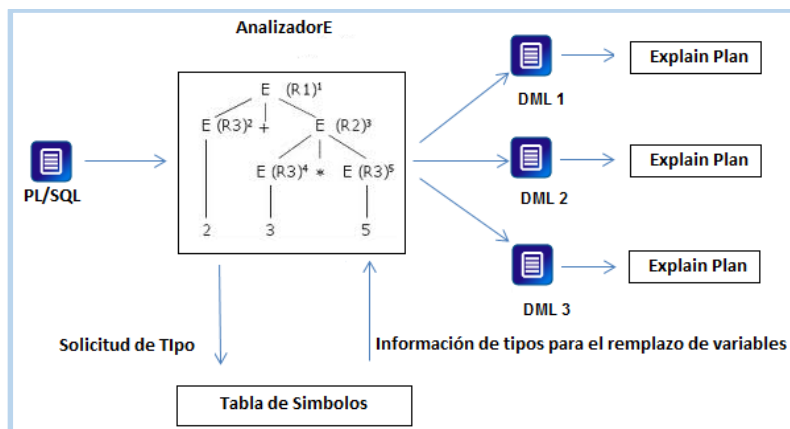 AnalizadorE
E (R1)¹
E (R3)² + E (R2)³
E (R3)⁴ * E (R3)⁵
2 3 5
PL/SQL
DML 1
Explain Plan
DML 2
Explain Plan
DML 3
Explain Plan
Solicitud de TIpo
Información de tipos para el remplazo de variables
Tabla de Simbolos